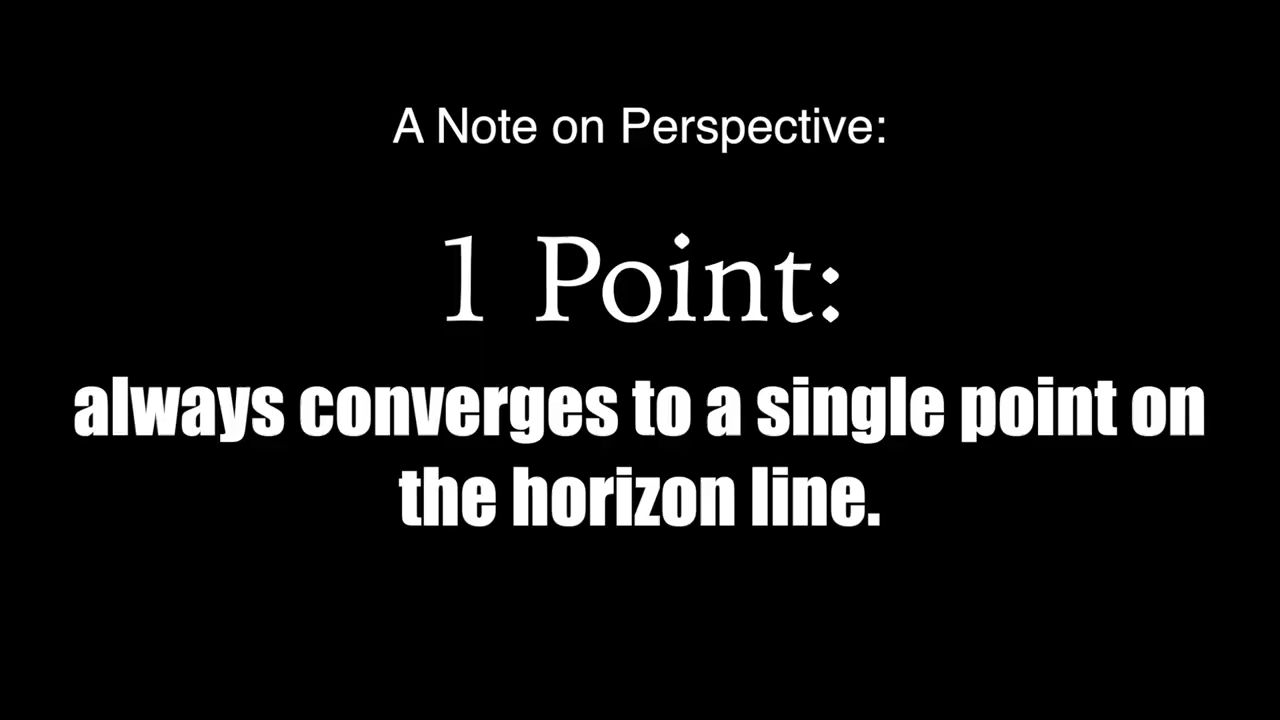 A Note on Perspective:
1 Point:
always converges to a single point on
the horizon line.